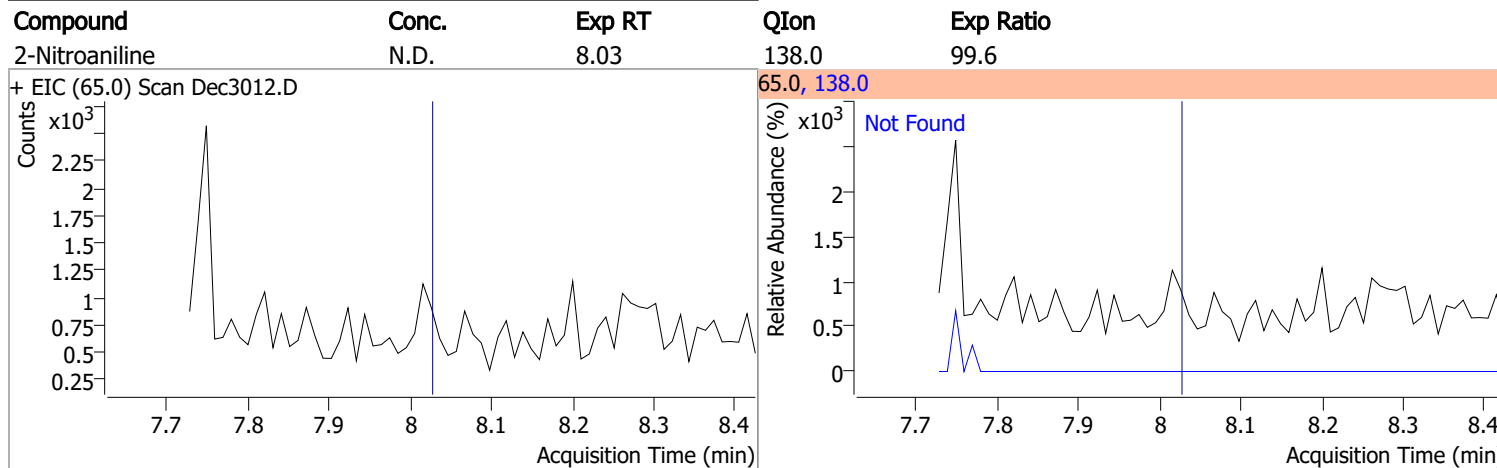 Compound Conc. Exp RT QIon Exp Ratio
2-Nitroaniline N.D. 8.03 138.0 99.6
+ EIC (65.0) Scan Dec3012.D
Counts
x10³
2.25
2
1.75
1.5
1.25
1
0.75
0.5
0.25
7.7 7.8 7.9 8 8.1 8.2 8.3 8.4
Acquisition Time (min)
65.0, 138.0
Relative Abundance (%)
x10³
Not Found
2
1.5
1
0.5
0
7.7 7.8 7.9 8 8.1 8.2 8.3 8.4
Acquisition Time (min)